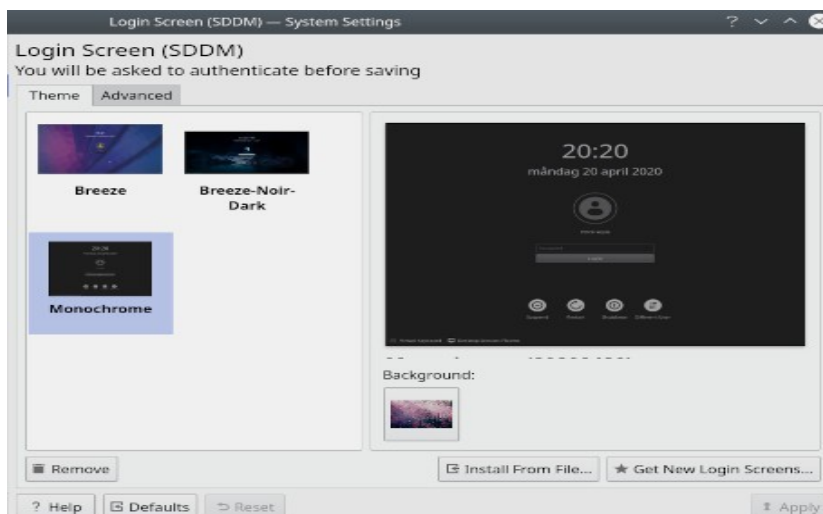 Login Screen (SDDM) — System Settings
Login Screen (SDDM)
You will be asked to authenticate before saving
Theme
Advanced
Breeze
Breeze-Noir-
Dark
Monochrome
20:20
måndag 20 april 2020
Background:
Remove
Install From File...
Get New Login Screens...
? Help
Defaults
Reset
Apply